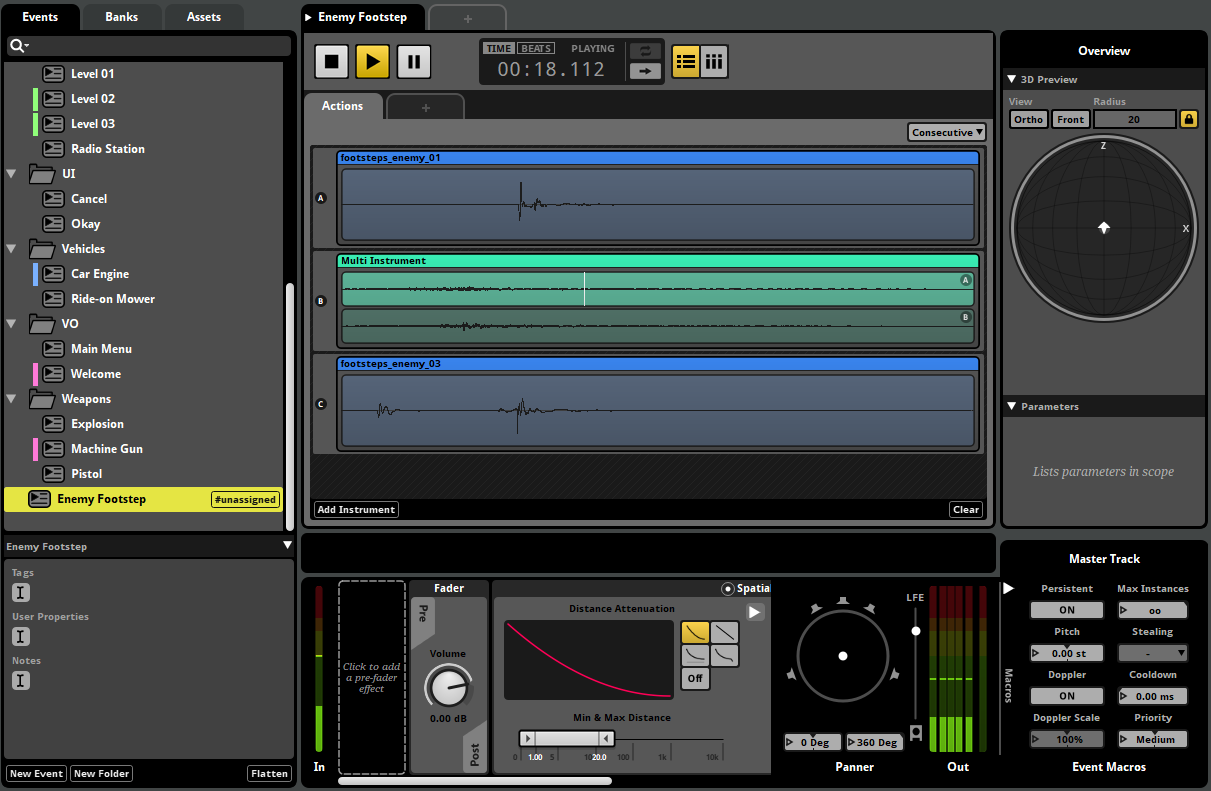 Events
Banks
Assets
Level 01
Level 02
Level 03
Radio Station
UI
Cancel
Okay
Vehicles
Car Engine
Ride-on Mower
VO
Main Menu
Welcome
Weapons
Explosion
Machine Gun
Pistol
Enemy Footstep
#unassigned
Enemy Footstep
Tags
User Properties
Notes
New Event
New Folder
Flatten
Enemy Footstep
+
TIME
BEATS
PLAYING
00:18.112
Actions
+
Consecutive
A
footsteps_enemy_01
B
Multi Instrument
A
B
C
footsteps_enemy_03
Add Instrument
Clear
Overview
3D Preview
View
Radius
Ortho
Front
20
Z
X
Parameters
Lists parameters in scope
In
Click to add
a pre-fader
effect
Fader
Pre
Volume
0.00 dB
Post
Spatia
Distance Attenuation
Off
Min & Max Distance
0
1.00
5
20.0
100
1k
10k
LFE
0 Deg
360 Deg
Panner
Out
Macros
Master Track
Persistent
Max Instances
ON
oo
Pitch
Stealing
0.00 st
-
Doppler
Cooldown
ON
0.00 ms
Doppler Scale
Priority
100%
Medium
Event Macros